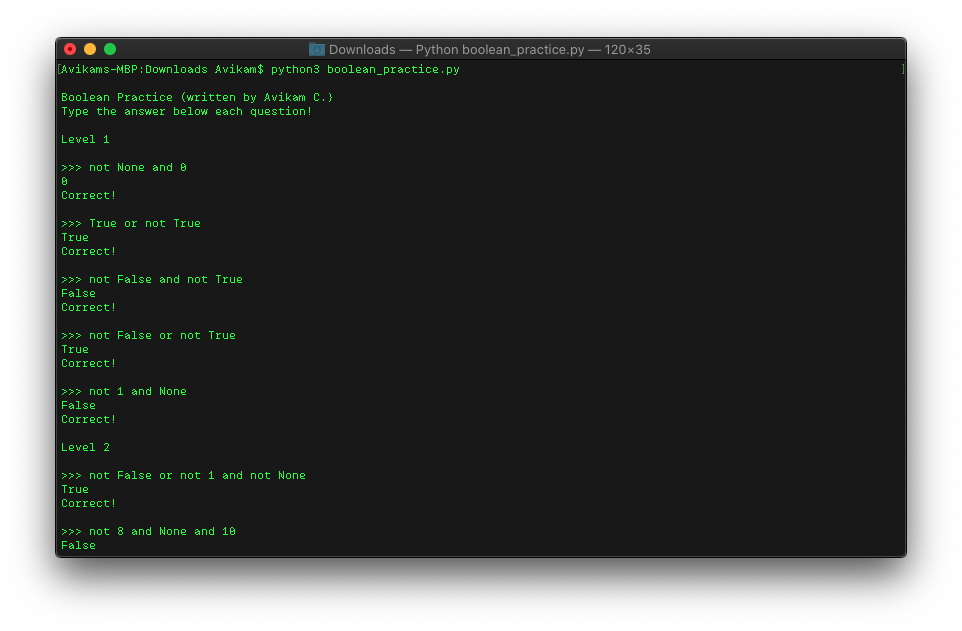 Downloads — Python boolean_practice.py — 120×35
[Avikams-MBP:Downloads Avikam$ python3 boolean_practice.py ]
Boolean Practice (written by Avikam C.)
Type the answer below each question!
Level 1
>>> not None and 0
0
Correct!
>>> True or not True
True
Correct!
>>> not False and not True
False
Correct!
>>> not False or not True
True
Correct!
>>> not 1 and None
False
Correct!
Level 2
>>> not False or not 1 and not None
True
Correct!
>>> not 8 and None and 10
False